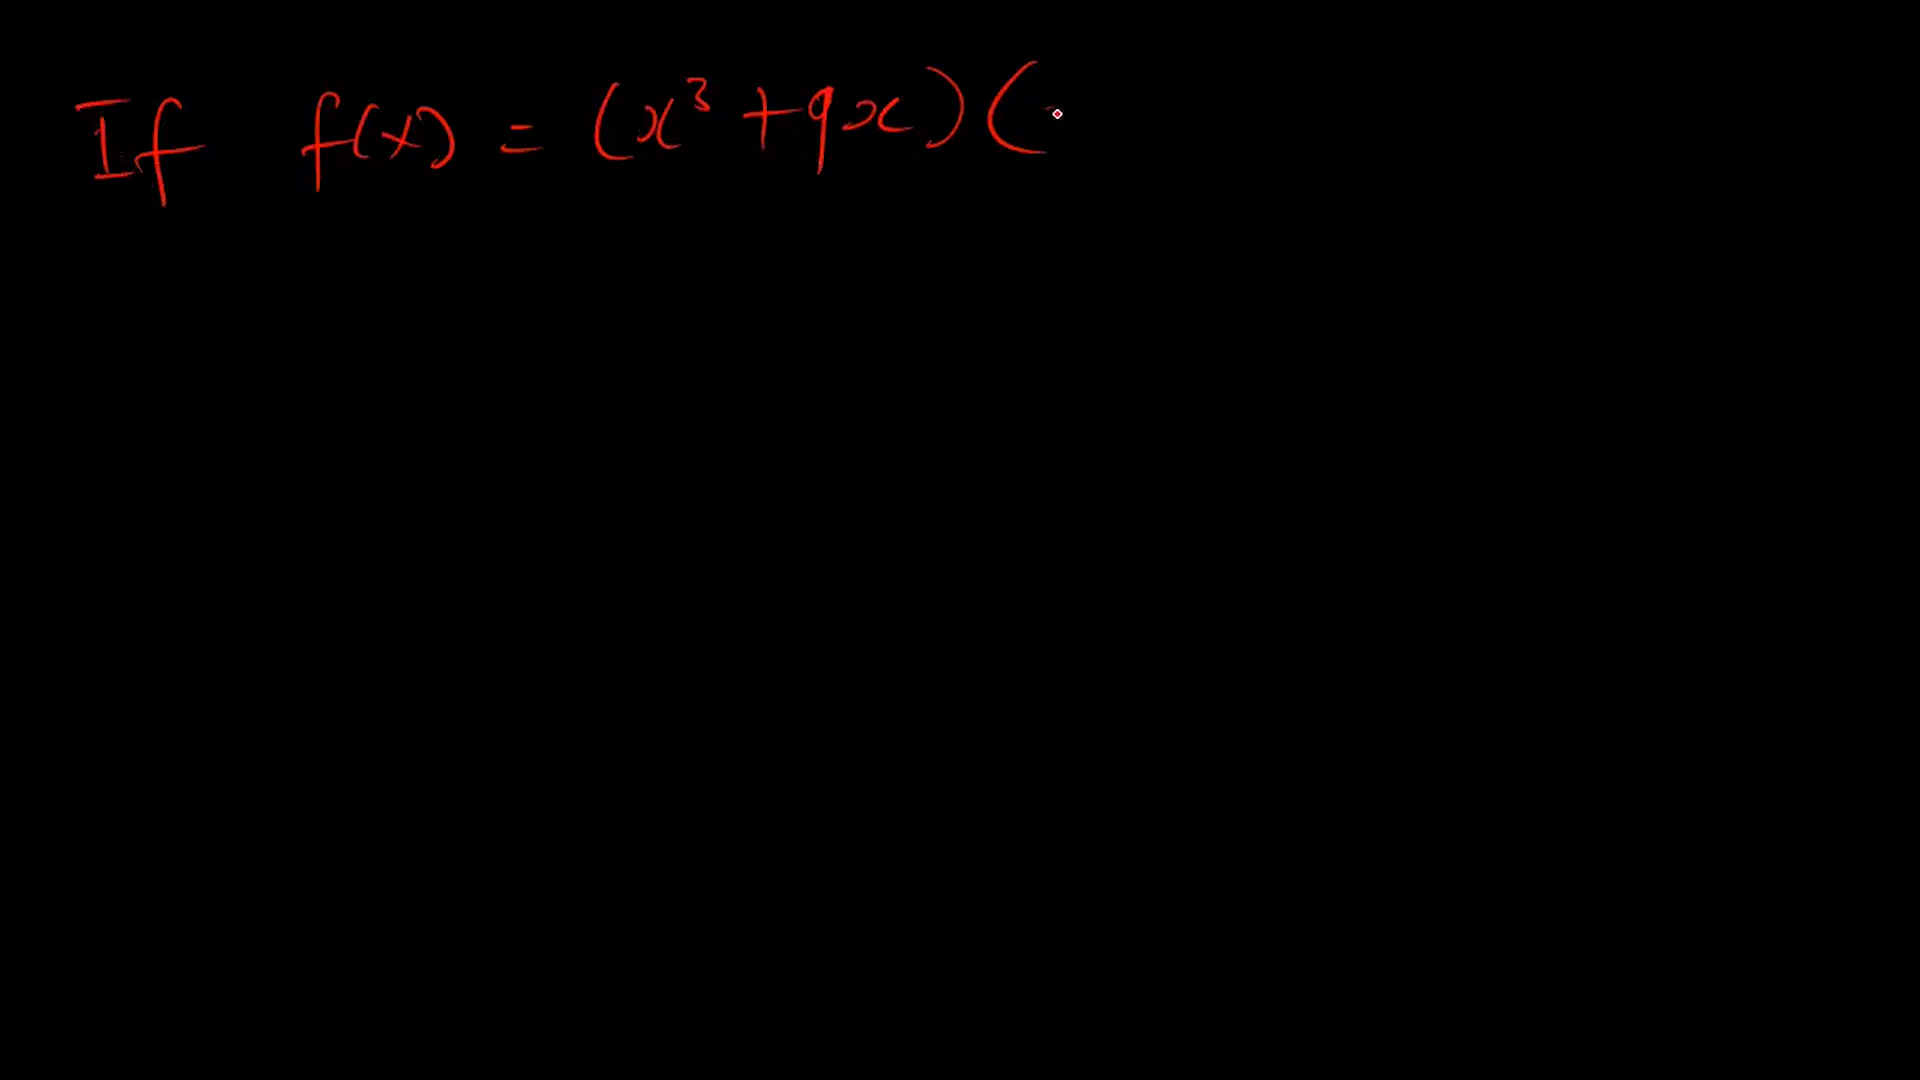 If f(x) = (x³ + 9x)(